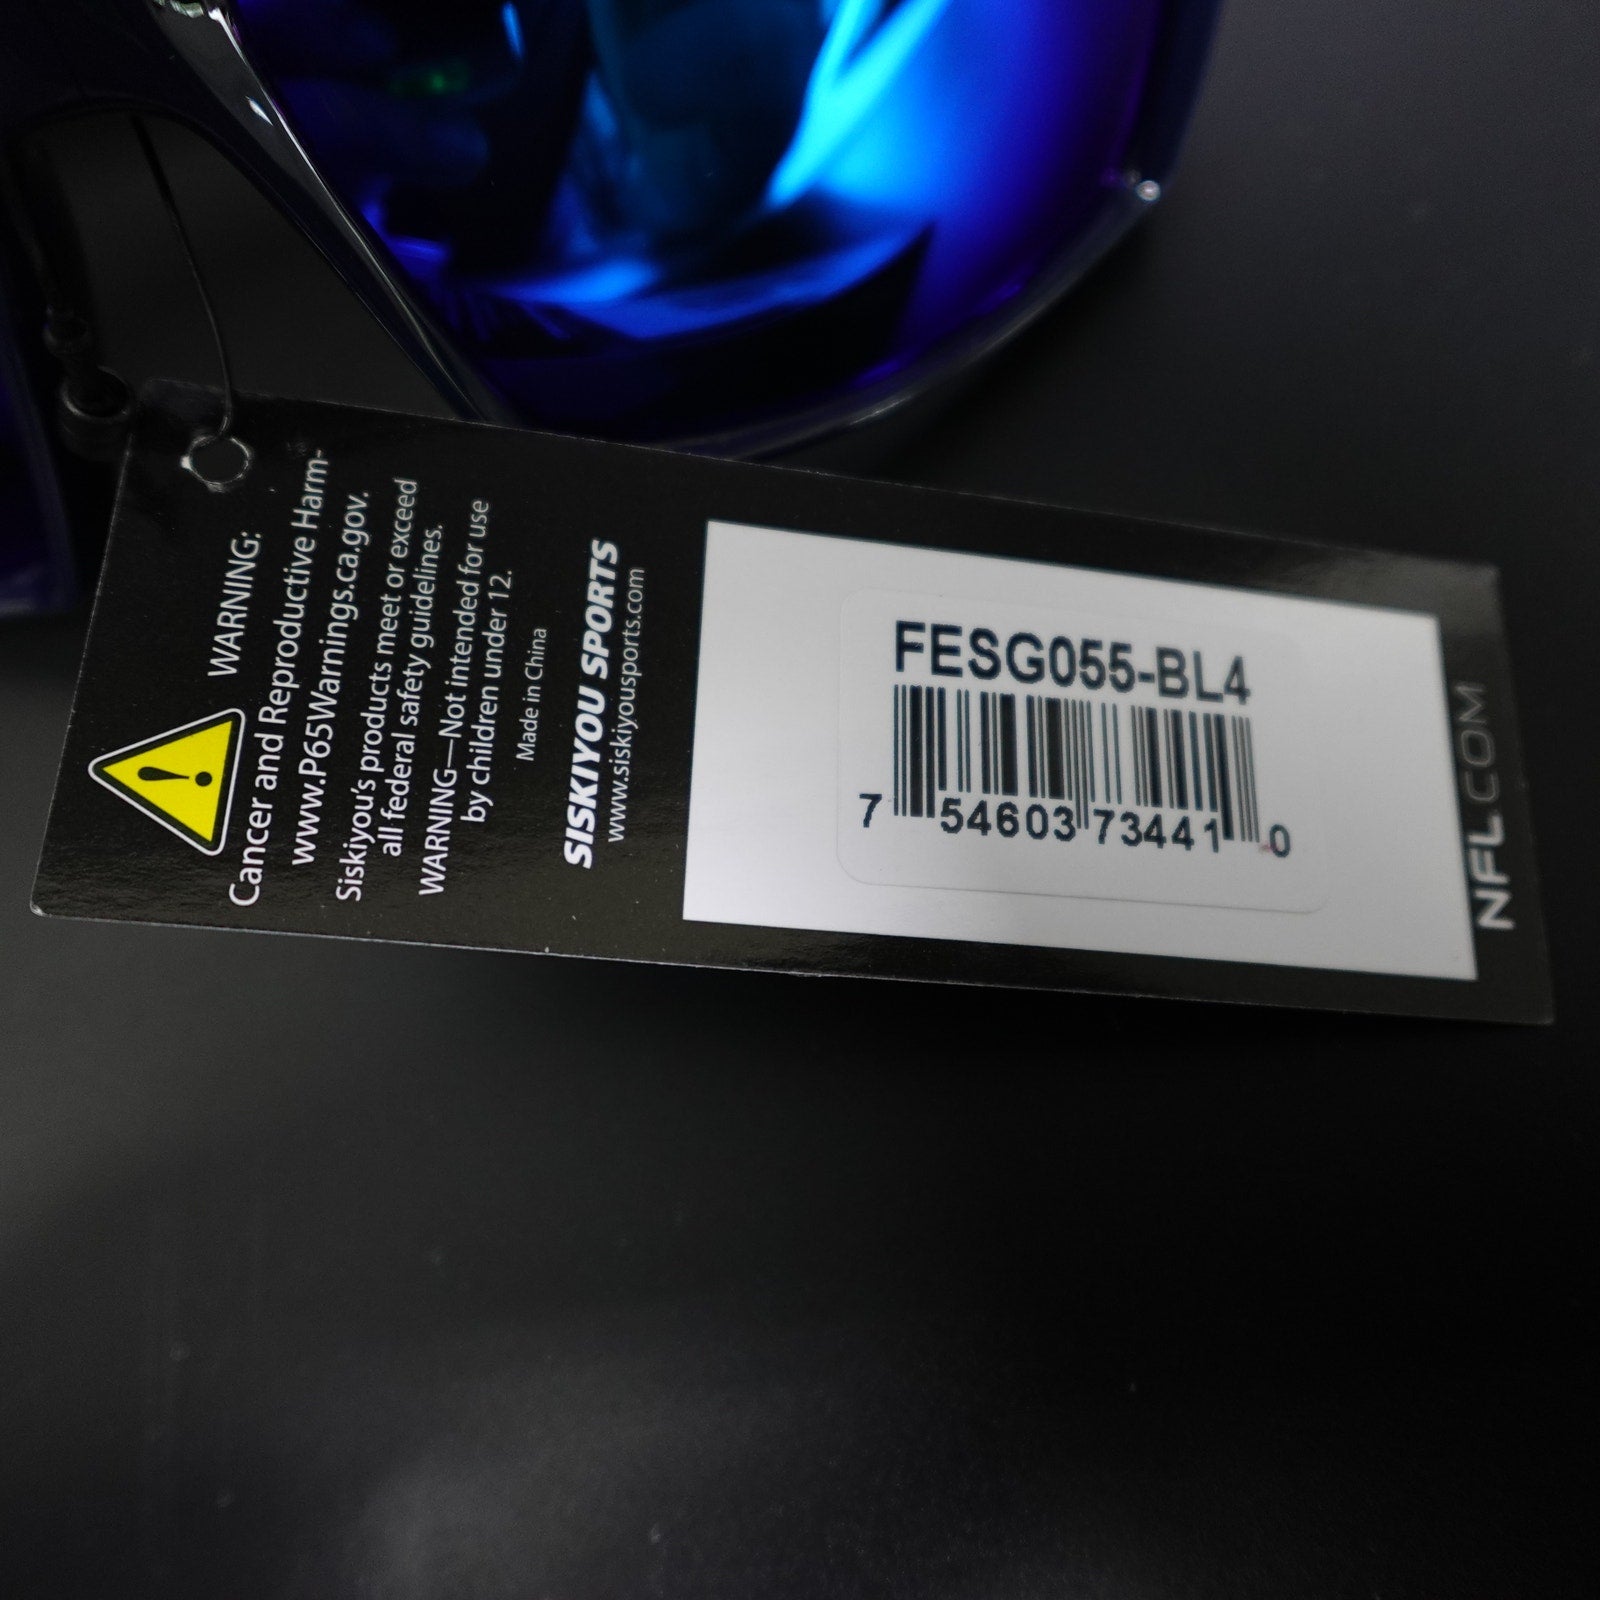 WARNING:
Cancer and Reproductive Harm-
www.P65Warnings.ca.gov.
Siskiyou's products meet or exceed
all federal safety guidelines.
WARNING—Not intended for use
by children under 12.
Made in China
SISKIYOU SPORTS
www.siskiyousports.com
FESG055-BL4
7 54603 73441 0
NFL.COM